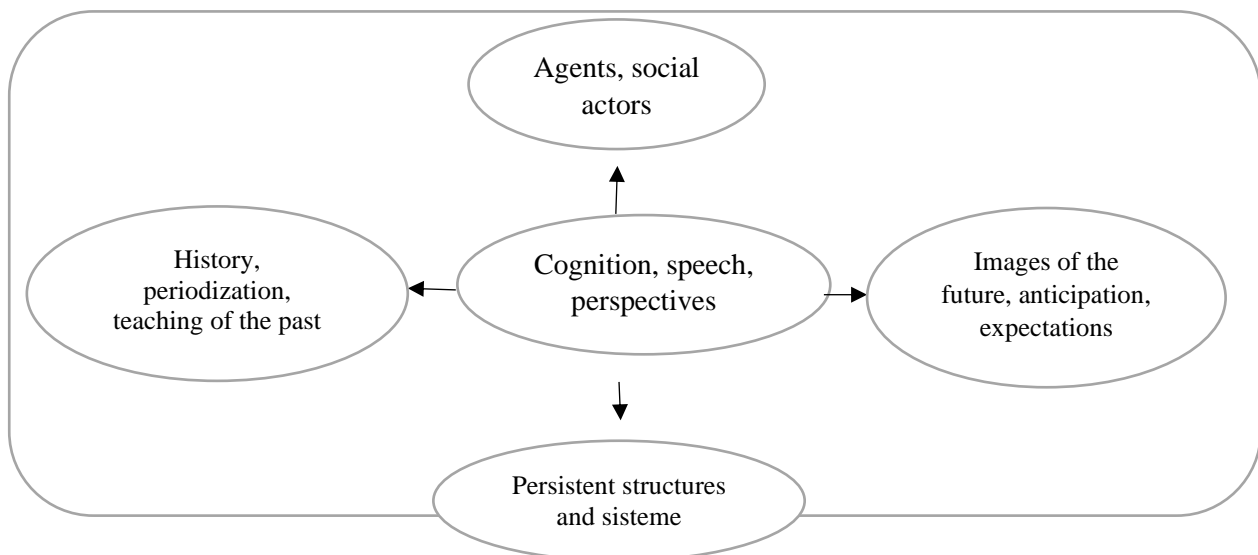 Agents, social
actors
History,
periodization,
teaching of the past
Cognition, speech,
perspectives
Images of the
future, anticipation,
expectations
Persistent structures
and sisteme